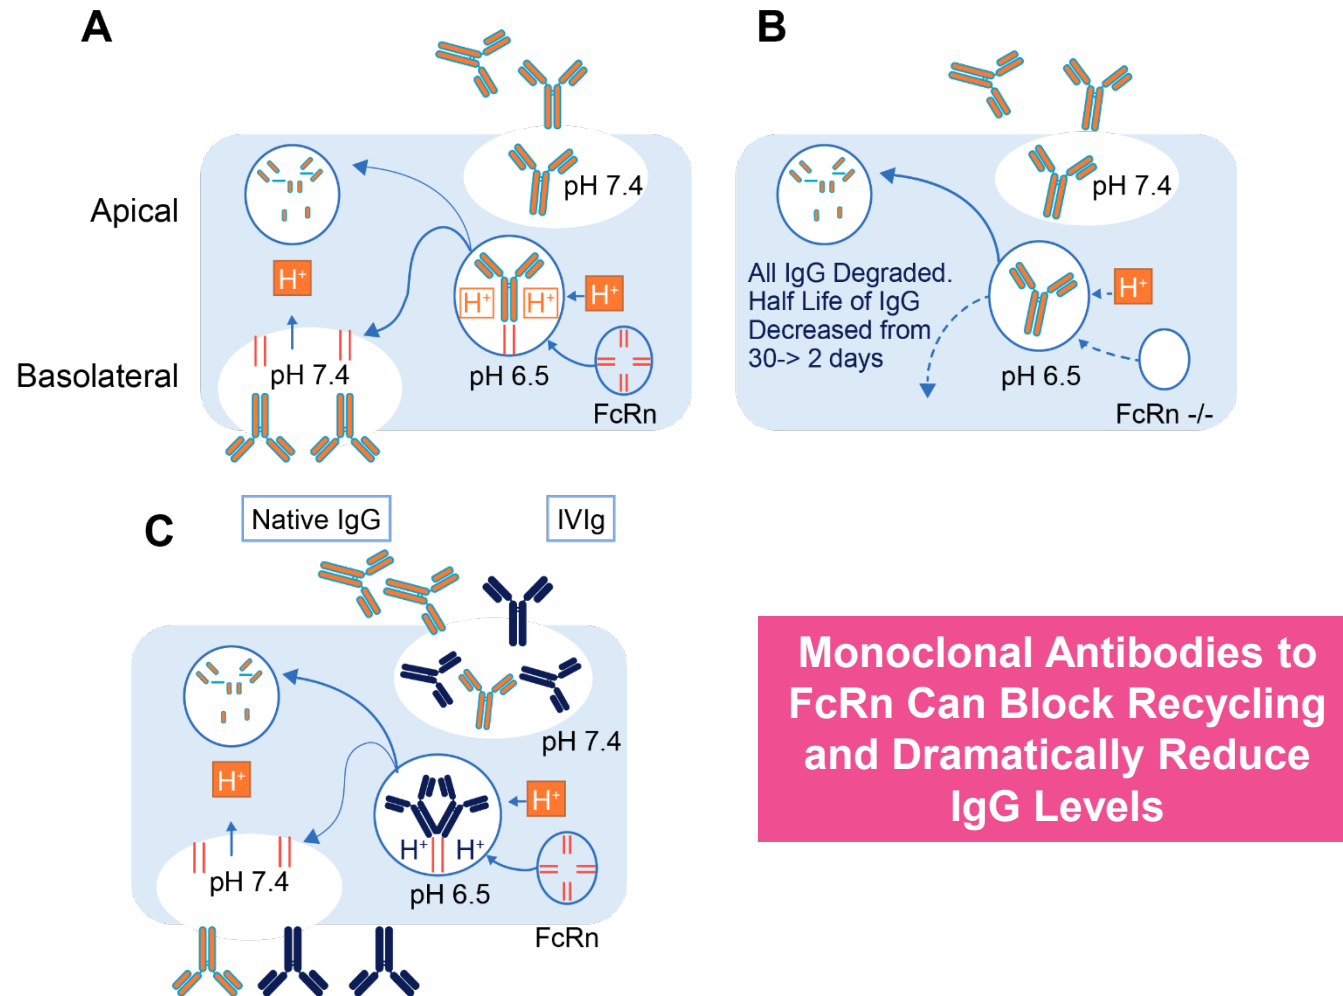 A
pH 7.4
Apical
H+
H+
H+
H+
Basolateral
pH 7.4
pH 6.5
FcRn
B
pH 7.4
All IgG Degraded.
Half Life of IgG
Decreased from
30-> 2 days
H+
pH 6.5
FcRn -/-
C
Native IgG
IVIg
pH 7.4
H+
H+
H+
H+
pH 7.4
pH 6.5
FcRn
Monoclonal Antibodies to
FcRn Can Block Recycling
and Dramatically Reduce
IgG Levels